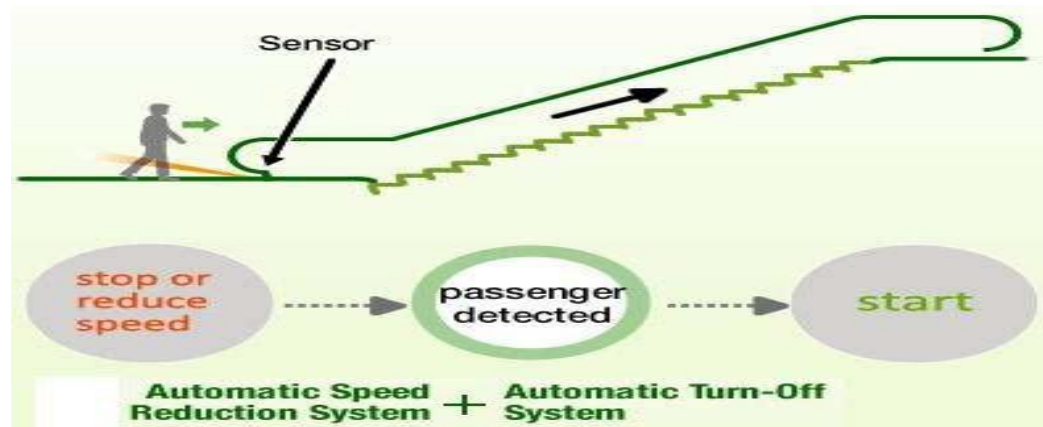 Sensor
stop or
reduce
speed
passenger
detected
start
Automatic Speed
Reduction System
+
Automatic Turn-Off
System